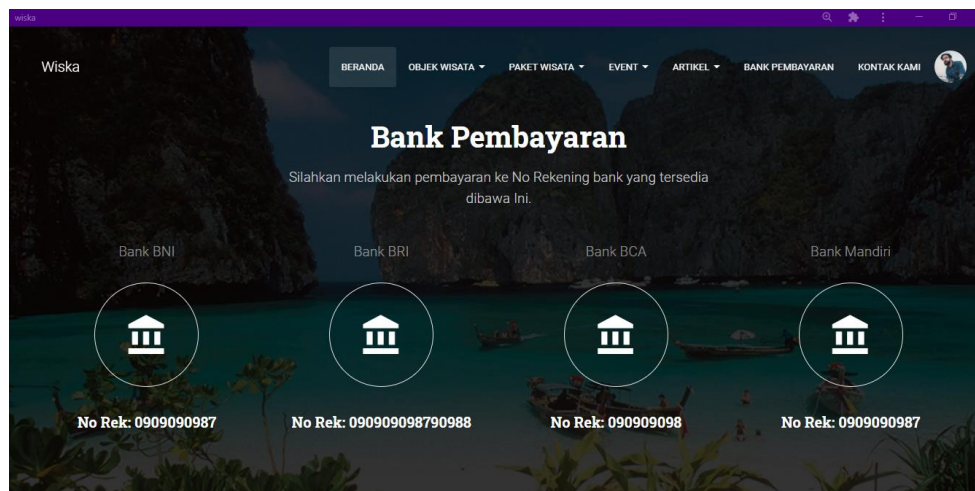 wiska
Wiska
BERANDA
OBJEK WISATA
PAKET WISATA
EVENT
ARTIKEL
BANK PEMBAYARAN
KONTAK KAMI
Bank Pembayaran
Silahkan melakukan pembayaran ke No Rekening bank yang tersedia
dibawa Ini.
Bank BNI
Bank BRI
Bank BCA
Bank Mandiri
No Rek: 0909090987
No Rek: 090909098790988
No Rek: 090909098
No Rek: 0909090987